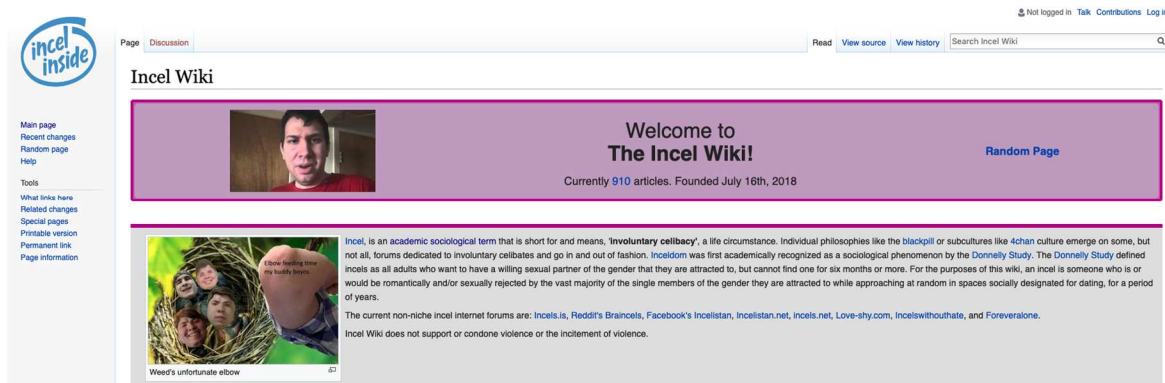 Not logged in Talk Contributions Log in
incel
inside
Page Discussion
Read View source View history Search Incel Wiki
Incel Wiki
Main page
Recent changes
Random page
Help
Tools
What links here
Related changes
Special pages
Printable version
Permanent link
Page information
Welcome to
The Incel Wiki!
Currently 910 articles. Founded July 16th, 2018
Random Page
Elbow feeding time
my buddy boyos.
Weed's unfortunate elbow
Incel, is an academic sociological term that is short for and means, 'involuntary celibacy', a life circumstance. Individual philosophies like the blackpill or subcultures like 4chan culture emerge on some, but
not all, forums dedicated to involuntary celibates and go in and out of fashion. Inceldom was first academically recognized as a sociological phenomenon by the Donnelly Study. The Donnelly Study defined
incels as all adults who want to have a willing sexual partner of the gender that they are attracted to, but cannot find one for six months or more. For the purposes of this wiki, an incel is someone who is or
would be romantically and/or sexually rejected by the vast majority of the single members of the gender they are attracted to while approaching at random in spaces socially designated for dating, for a period
of years.
The current non-niche incel internet forums are: Incels.is, Reddit's Braincels, Facebook's Incelistan, Incelistan.net, incels.net, Love-shy.com, Incelswithouthate, and Foreveralone.
Incel Wiki does not support or condone violence or the incitement of violence.